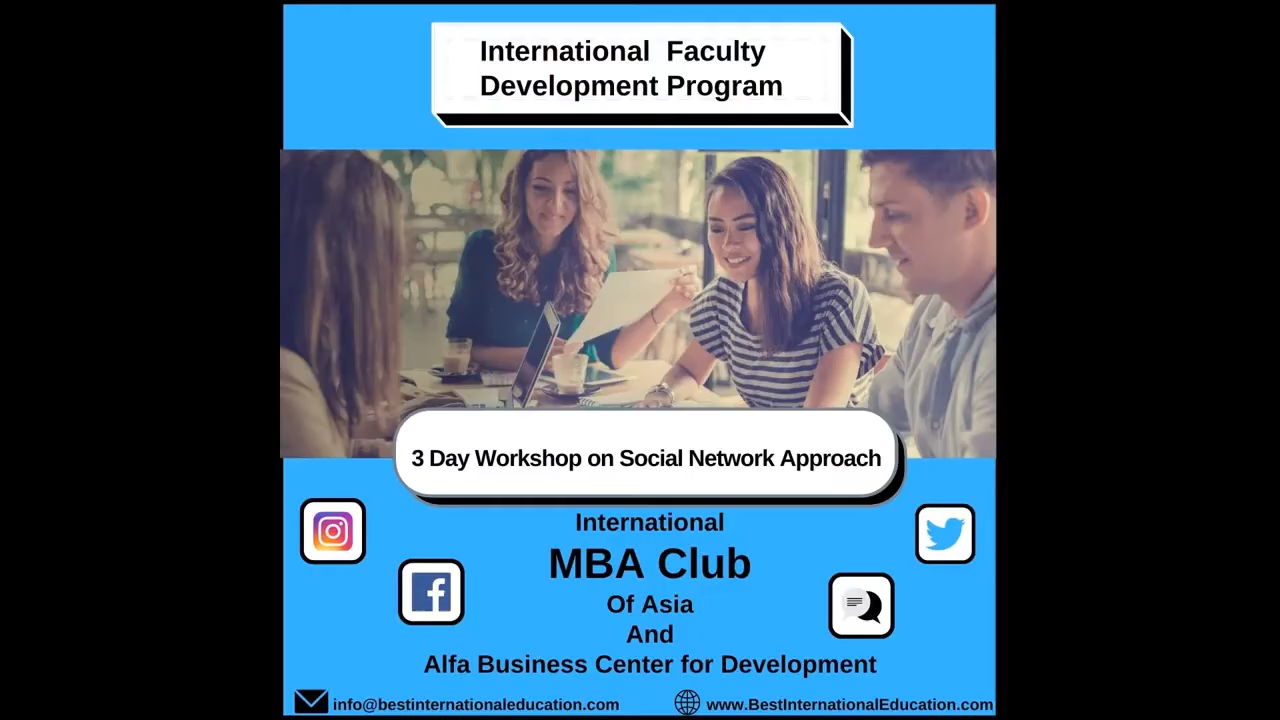 International Faculty
Development Program
3 Day Workshop on Social Network Approach
International
MBA Club
Of Asia
And
Alfa Business Center for Development
info@bestinternationaleducation.com
www.BestInternationalEducation.com